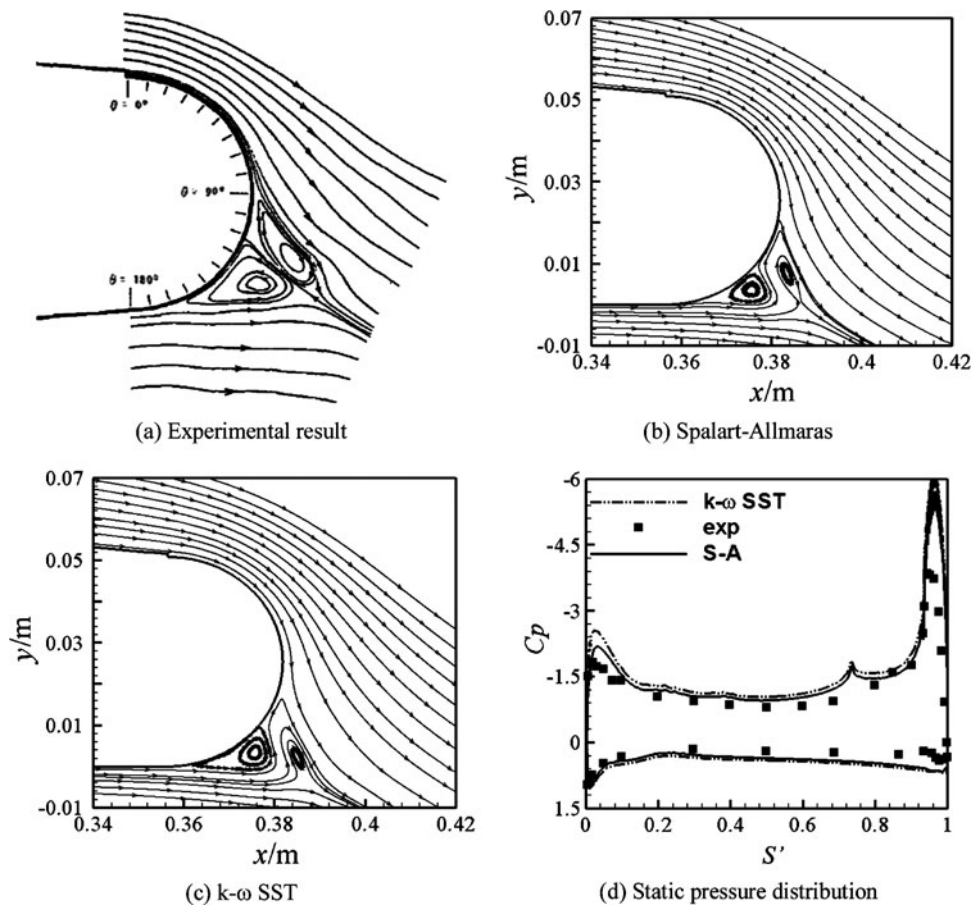 θ = 0°
θ = 90°
θ = 180°
(a) Experimental result
0.07
0.05
y/m
0.03
0.01
-0.01
0.34 0.36 0.38 0.4 0.42
x/m
(b) Spalart-Allmaras
0.07
0.05
y/m
0.03
0.01
-0.01
0.34 0.36 0.38 0.4 0.42
x/m
(c) k-ω SST
-6
-4.5
-3
Cp
-1.5
0
1.5
k-ω SST
exp
S-A
0 0.2 0.4 0.6 0.8 1
S'
(d) Static pressure distribution